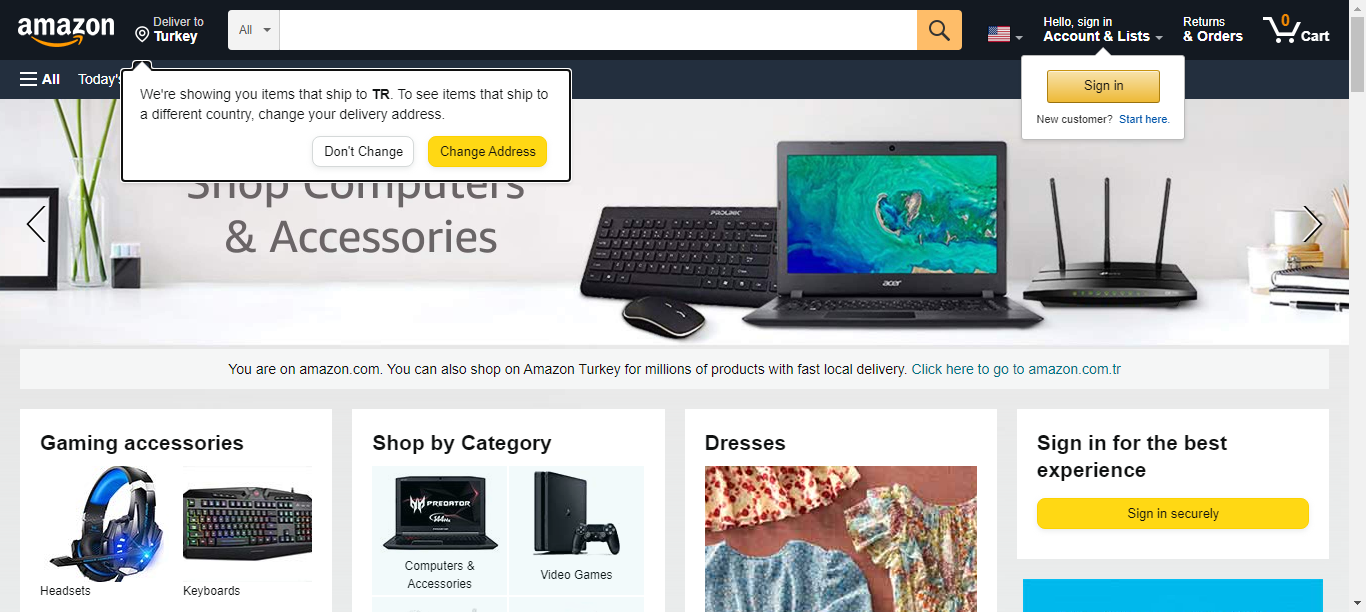 amazon
Deliver to
Turkey
All
Hello, sign in
Account & Lists
Returns
& Orders
0
Cart
All
Today's
We're showing you items that ship to TR. To see items that ship to
a different country, change your delivery address.
Don't Change
Change Address
Sign in
New customer? Start here.
Shop Computers
& Accessories
PROLINK
acer
You are on amazon.com. You can also shop on Amazon Turkey for millions of products with fast local delivery. Click here to go to amazon.com.tr
Gaming accessories
Headsets
Keyboards
Shop by Category
PREDATOR
Computers &
Accessories
Video Games
Dresses
Sign in for the best
experience
Sign in securely